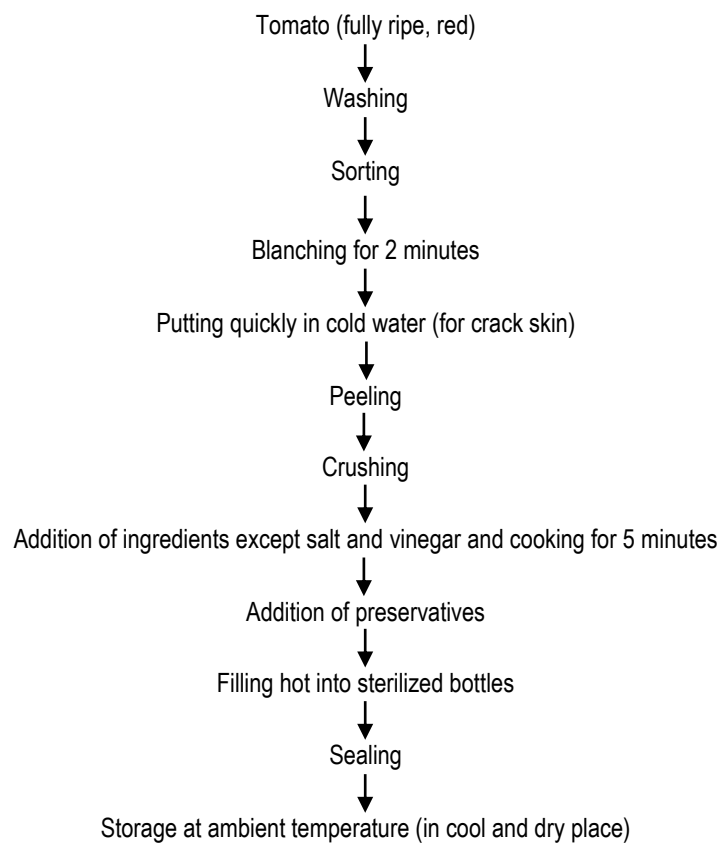 Tomato (fully ripe, red)
Washing
Sorting
Blanching for 2 minutes
Putting quickly in cold water (for crack skin)
Peeling
Crushing
Addition of ingredients except salt and vinegar and cooking for 5 minutes
Addition of preservatives
Filling hot into sterilized bottles
Sealing
Storage at ambient temperature (in cool and dry place)